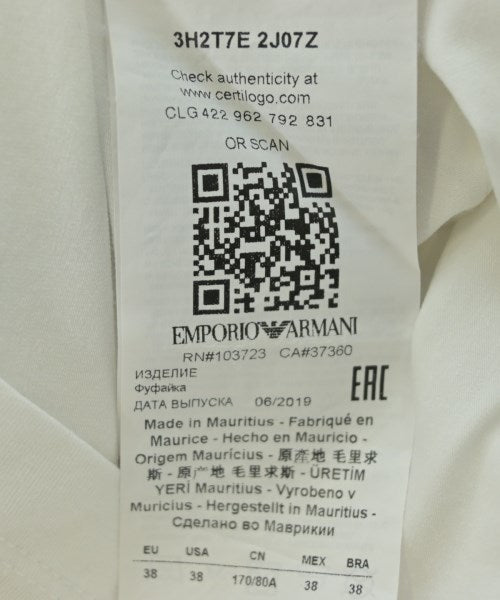 3H2T7E 2J07Z
Check authenticity at
www.certilogo.com
CLG 422 962 792 831
OR SCAN
EMPORIO ARMANI
RN#103723 CA#37360
ИЗДЕЛИЕ
Фуфайка
ДАТА ВЫПУСКА 06/2019
EAC
Made in Mauritius - Fabriqué en
Maurice - Hecho en Mauricio -
Origem Maurícius - 原產地 毛里求
斯 - 原产地 毛里求斯 - ÜRETİM
YERİ Mauritius - Vyrobeno v
Muricius - Hergestellt in Mauritius -
Сделано во Маврикии
EU USA CN MEX BRA
38 38 170/80A 38 38